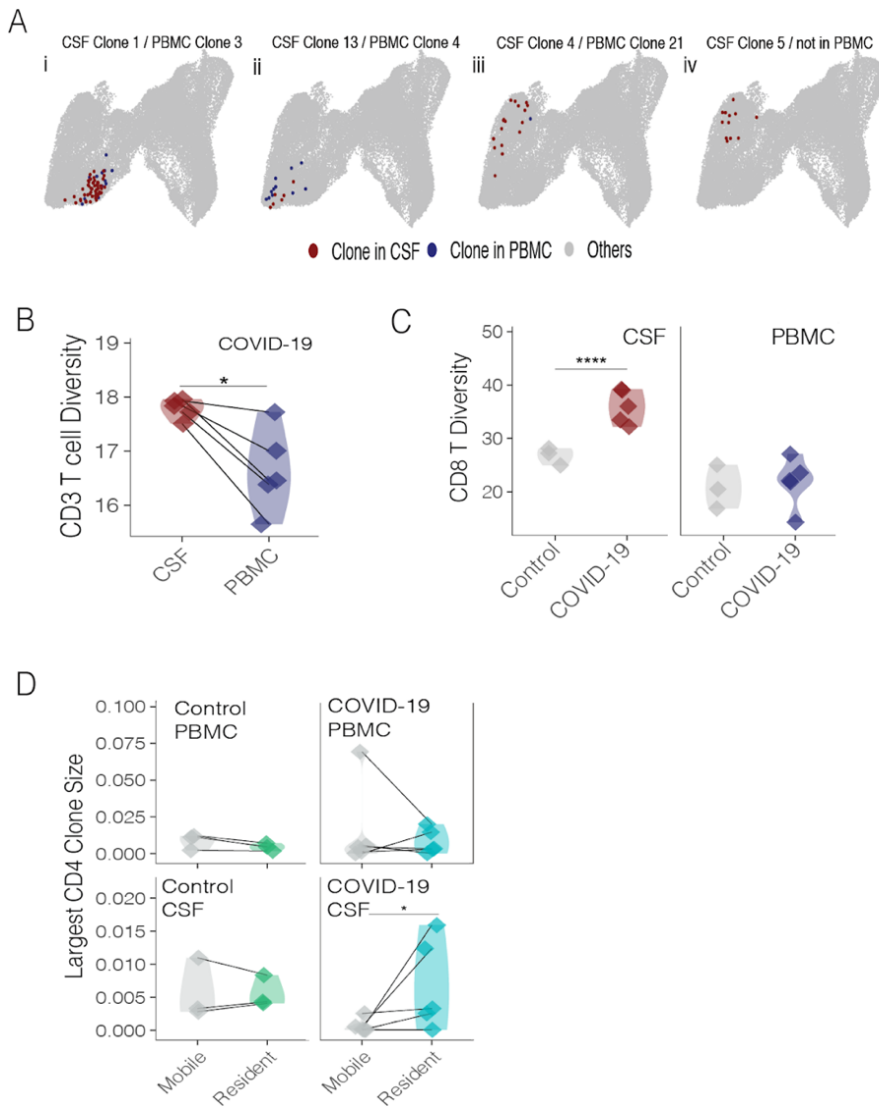 A
CSF Clone 1 / PBMC Clone 3
CSF Clone 13 / PBMC Clone 4
CSF Clone 4 / PBMC Clone 21
CSF Clone 5 / not in PBMC
i
ii
iii
iv
Clone in CSF
Clone in PBMC
Others
B
CD3 T cell Diversity
19
18
17
16
COVID-19
*
CSF
PBMC
C
CD8 T Diversity
50
40
30
20
CSF
****
PBMC
Control
COVID-19
Control
COVID-19
D
Largest CD4 Clone Size
0.100
0.075
0.050
0.025
0.000
Control
PBMC
COVID-19
PBMC
0.020
0.015
0.010
0.005
0.000
Control
CSF
COVID-19
CSF
*
Mobile
Resident
Mobile
Resident